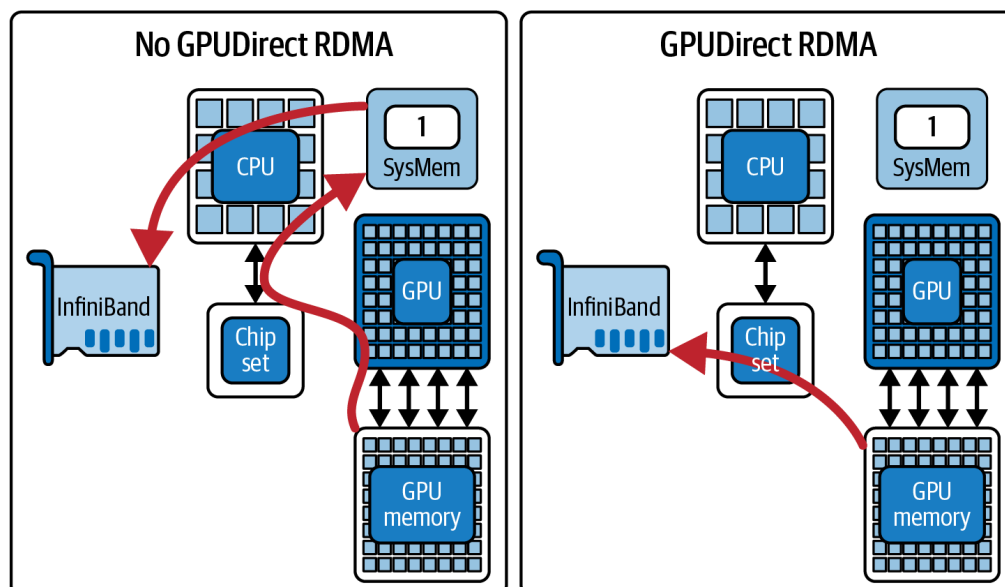 No GPUDirect RDMA
CPU
1
SysMem
InfiniBand
GPU
Chip
set
GPU
memory
GPUDirect RDMA
CPU
1
SysMem
InfiniBand
GPU
Chip
set
GPU
memory